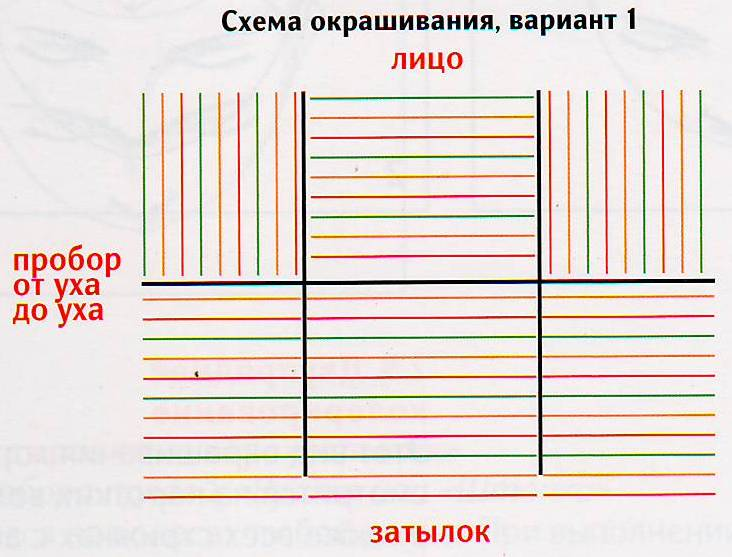 Схема окрашивания, вариант 1
лицо
пробор
от уха
до уха
затылок